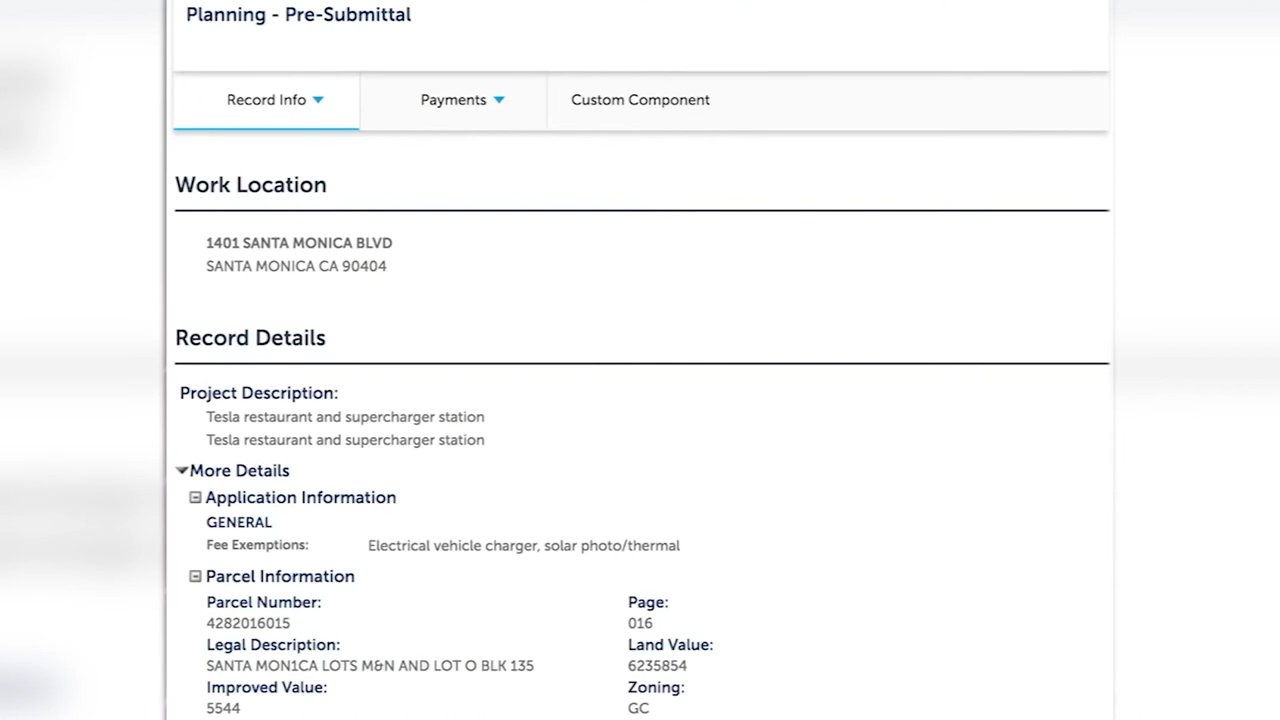 Planning - Pre-Submittal
Record Info Payments Custom Component
Work Location
1401 SANTA MONICA BLVD
SANTA MONICA CA 90404
Record Details
Project Description:
Tesla restaurant and supercharger station
Tesla restaurant and supercharger station
More Details
Application Information
GENERAL
Fee Exemptions: Electrical vehicle charger, solar photo/thermal
Parcel Information
Parcel Number: Page:
4282016015 016
Legal Description: Land Value:
SANTA MON1CA LOTS M&N AND LOT O BLK 135 6235854
Improved Value: Zoning:
5544 GC